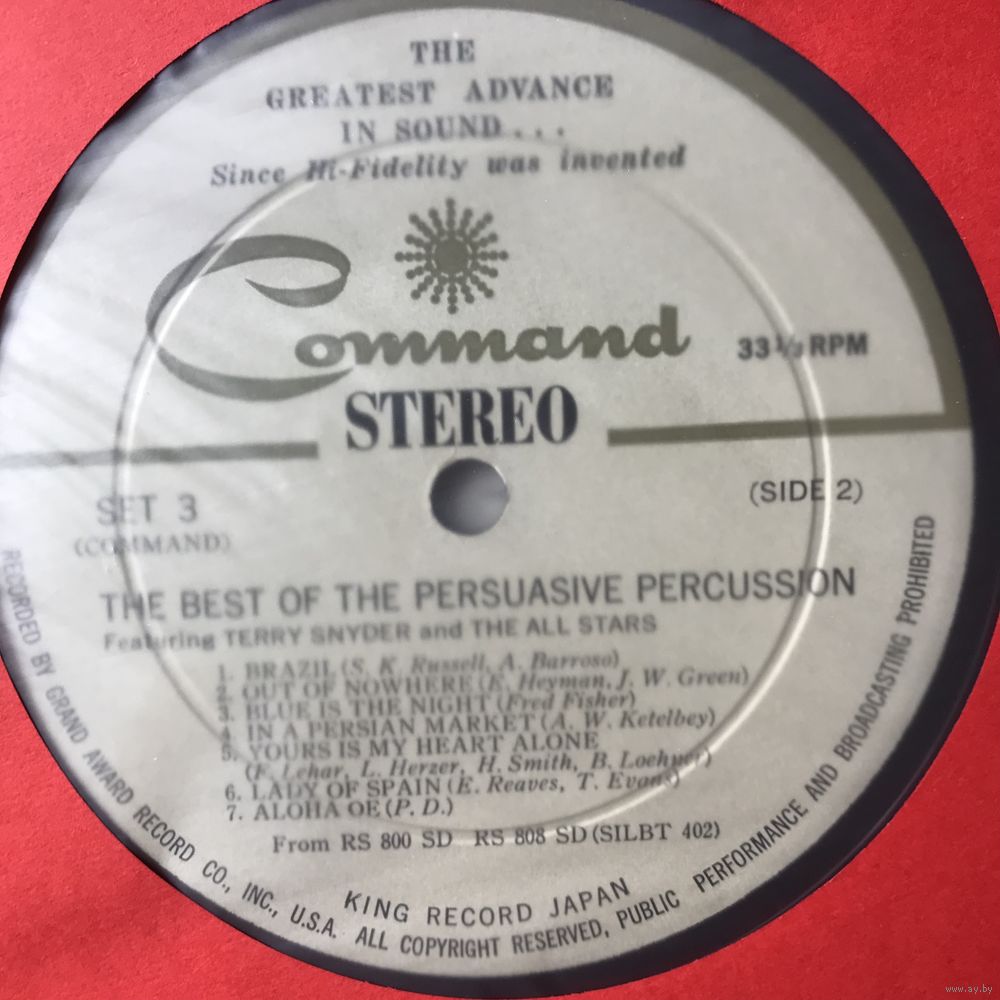 THE
GREATEST ADVANCE
IN SOUND...
Since Hi-Fidelity was invented
Command
33 1/3 RPM
STEREO
SET 3
(SIDE 2)
(COMMAND)
THE BEST OF THE PERSUASIVE PERCUSSION
Featuring TERRY SNYDER and THE ALL STARS
1. BRAZIL (S. K. Russell, A. Barroso)
2. OUT OF NOWHERE (E. Heyman, J. W. Green)
3. BLUE IS THE NIGHT (Fred Fisher)
4. IN A PERSIAN MARKET (A. W. Ketelbey)
5. YOURS IS MY HEART ALONE
(F. Lehar, L. Herzer, H. Smith, B. Loehner)
6. LADY OF SPAIN (E. Reaves, T. Evans)
7. ALOHA OE (P. D.)
From RS 800 SD RS 808 SD (SILBT 402)
KING RECORD JAPAN
RECORDED BY GRAND AWARD RECORD CO., INC., U.S.A. ALL COPYRIGHT RESERVED, PUBLIC PERFORMANCE AND BROADCASTING PROHIBITED
www.ay.by